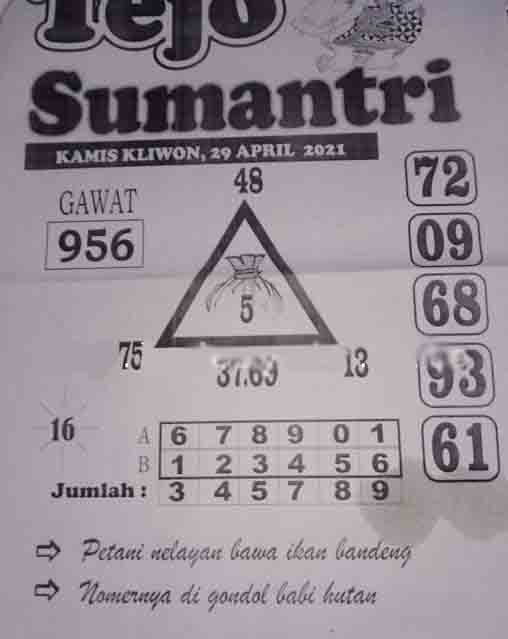 Tejo
Sumantri
KAMIS KLIWON, 29 APRIL 2021
GAWAT
956
48
5
75
37.63
13
72
09
68
93
61
16
A 6 7 8 9 0 1
B 1 2 3 4 5 6
Jumlah : 3 4 5 7 8 9
Petani nelayan bawa ikan bandeng
Nomernya di gondol babi hutan